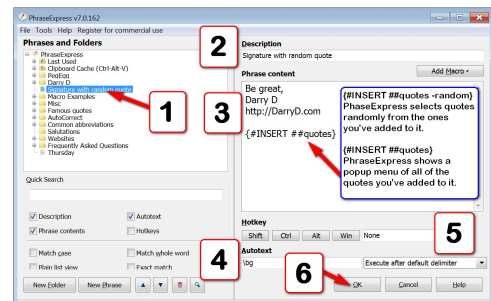 PhraseExpress v7.0.162
File Tools Help Register for commercial use
Phrases and Folders
PhraseExpress
Last Used
Clipboard Cache (Ctrl-Alt-V)
PeqEqq
Darry D
Signature with random quote
Macro Examples
Misc
Famous quotes
AutoCorrect
Common abbreviations
Salutations
Websites
Frequently Asked Questions
Thursday
1
Quick Search
Description
Autotext
Phrase contents
Hotkeys
Match case
Match whole word
Plain list view
Exact match
New Folder
New Phrase
2
Description
Signature with random quote
Phrase content
Add Macro
3
Be great,
Darry D
http://DarryD.com
{#INSERT ##quotes}
{#INSERT ##quotes -random}
PhaseExpress selects quotes
randomly from the ones
you've added to it.
{#INSERT ##quotes}
PhraseExpress shows a
popup menu of all of the
quotes you've added to it.
Hotkey
Shift Ctrl Alt Win None
5
4
Autotext
\bg
Execute after default delimiter
6
OK Cancel Help